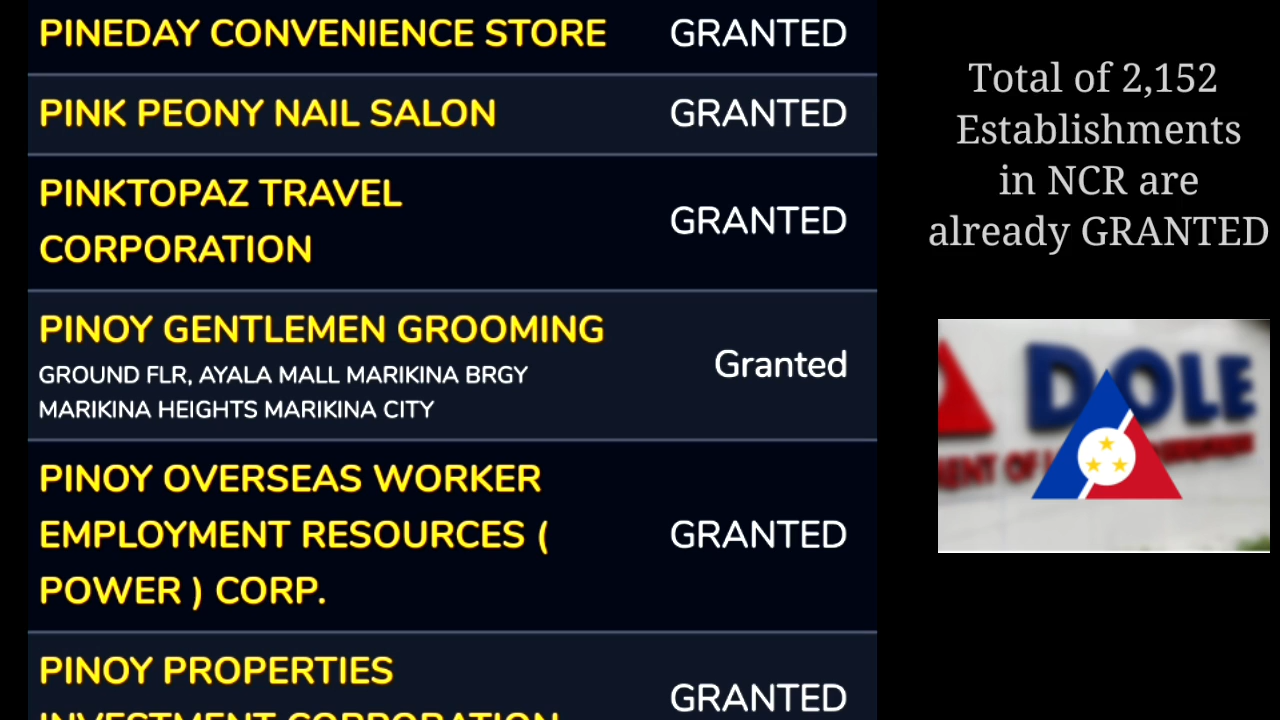 PINEDAY CONVENIENCE STORE GRANTED
PINK PEONY NAIL SALON GRANTED
PINKTOPAZ TRAVEL
CORPORATION
GRANTED
PINOY GENTLEMEN GROOMING
GROUND FLR, AYALA MALL MARIKINA BRGY
MARIKINA HEIGHTS MARIKINA CITY
Granted
PINOY OVERSEAS WORKER
EMPLOYMENT RESOURCES (
POWER ) CORP.
GRANTED
PINOY PROPERTIES
INVESTMENT CORPORATION
GRANTED
Total of 2,152
Establishments
in NCR are
already GRANTED
DOLE